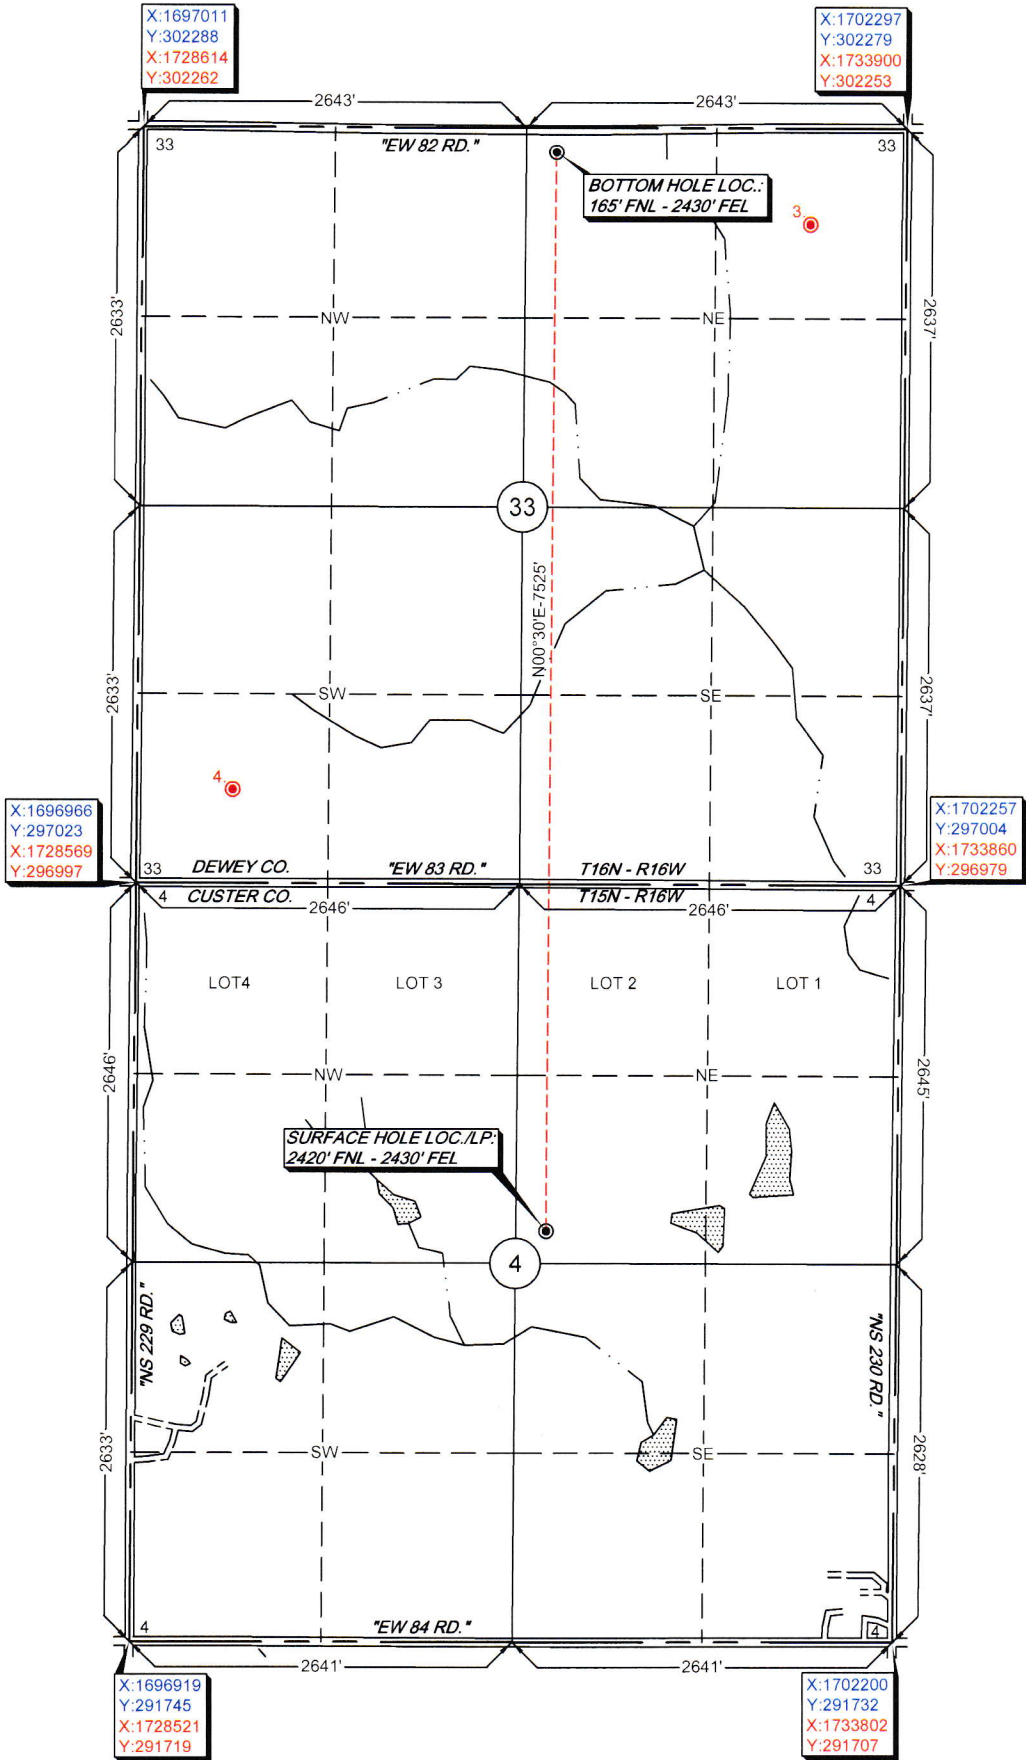 X:1697011
Y:302288
X:1728614
Y:302262
X:1702297
Y:302279
X:1733900
Y:302253
2643'
2643'
33
"EW 82 RD."
33
BOTTOM HOLE LOC.:
165' FNL - 2430' FEL
3.
2633'
NW
NE
2637'
33
N00°30'E-7525'
2633'
SW
SE
2637'
4.
X:1696966
Y:297023
X:1728569
Y:296997
X:1702257
Y:297004
X:1733860
Y:296979
33
DEWEY CO.
"EW 83 RD."
T16N - R16W
33
4
CUSTER CO.
2646'
T15N - R16W
2646'
4
LOT4
LOT 3
LOT 2
LOT 1
2646'
NW
NE
2645'
SURFACE HOLE LOC./LP:
2420' FNL - 2430' FEL
4
"NS 229 RD."
"NS 230 RD."
2633'
SW
SE
2628'
4
"EW 84 RD."
4
2641'
2641'
X:1696919
Y:291745
X:1728521
Y:291719
X:1702200
Y:291732
X:1733802
Y:291707